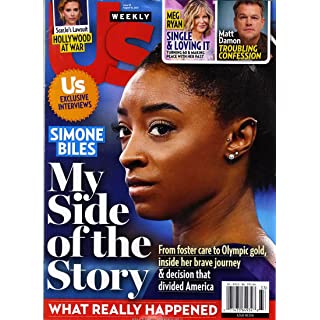 ScarJo's Lawsuit
HOLLYWOOD
AT WAR
Us
WEEKLY
MEG
RYAN
SINGLE
& LOVING IT
TURNING 60 & MAKING
PEACE WITH HER PAST
Matt
Damon
TROUBLING
CONFESSION
Us
EXCLUSIVE
INTERVIEWS
SIMONE
BILES
My
Side
of the
Story
From foster care to Olympic gold,
inside her brave journey
& decision that
divided America
WHAT REALLY HAPPENED